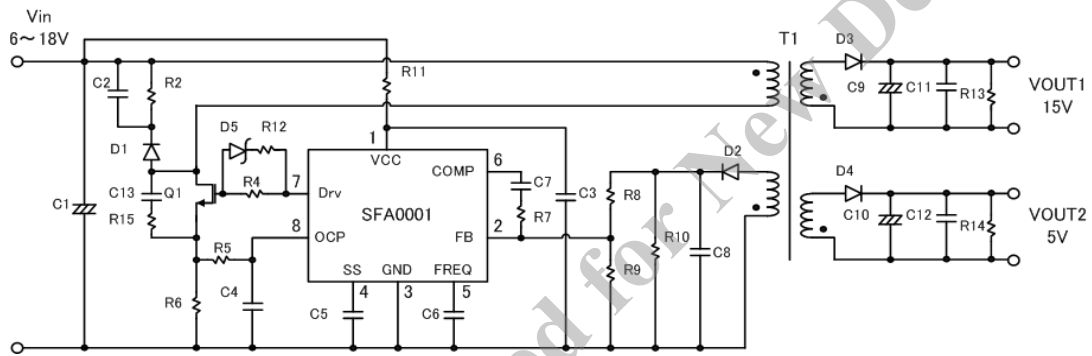 Vin
6～18V
T1
D3
C2
R2
R11
C9
C11
R13
VOUT1
15V
D1
D5
R12
1
VCC
6
COMP
D2
D4
C13
Q1
R4
7
Drv
C7
C3
R8
C1
R15
SFA0001
R7
R10
C10
C12
R14
VOUT2
5V
8
OCP
FB
2
C8
R5
R9
R6
C4
SS
GND
FREQ
4
3
5
C5
C6
ed for New D